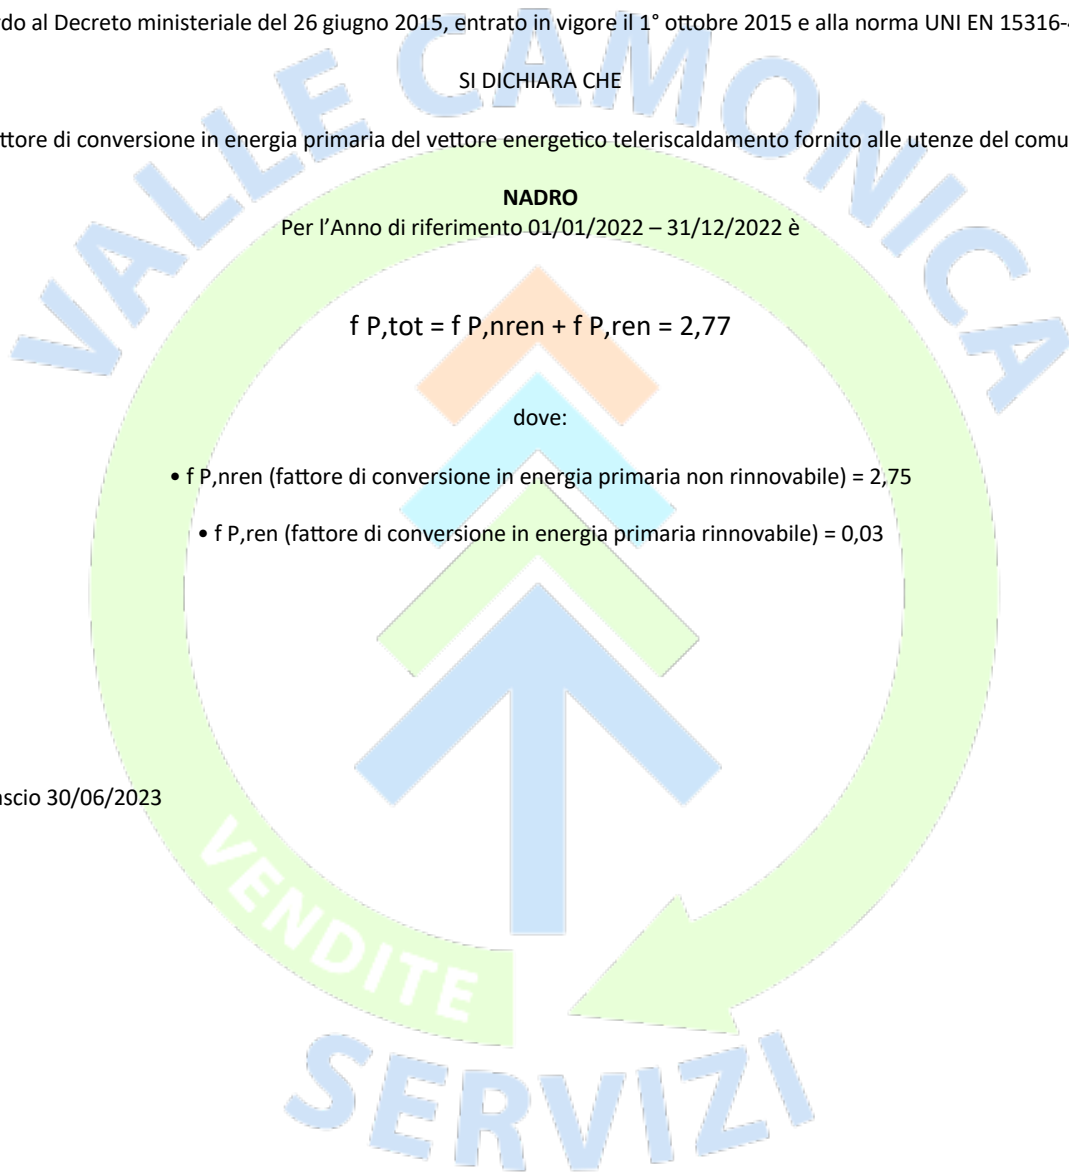 rdo al Decreto ministeriale del 26 giugno 2015, entrato in vigore il 1° ottobre 2015 e alla norma UNI EN 15316-4
SI DICHIARA CHE
ttore di conversione in energia primaria del vettore energetico teleriscaldamento fornito alle utenze del comu
NADRO
Per l’Anno di riferimento 01/01/2022 – 31/12/2022 è
f P,tot = f P,nren + f P,ren = 2,77
dove:
• f P,nren (fattore di conversione in energia primaria non rinnovabile) = 2,75
• f P,ren (fattore di conversione in energia primaria rinnovabile) = 0,03
ascio 30/06/2023
VALLE CAMONICA
VENDITE
SERVIZI